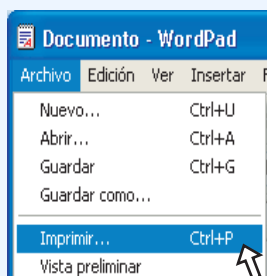 Documento - WordPad
Archivo Edición Ver Insertar F
Nuevo... Ctrl+U
Abrir... Ctrl+A
Guardar Ctrl+G
Guardar como...
Imprimir... Ctrl+P
Vista preliminar